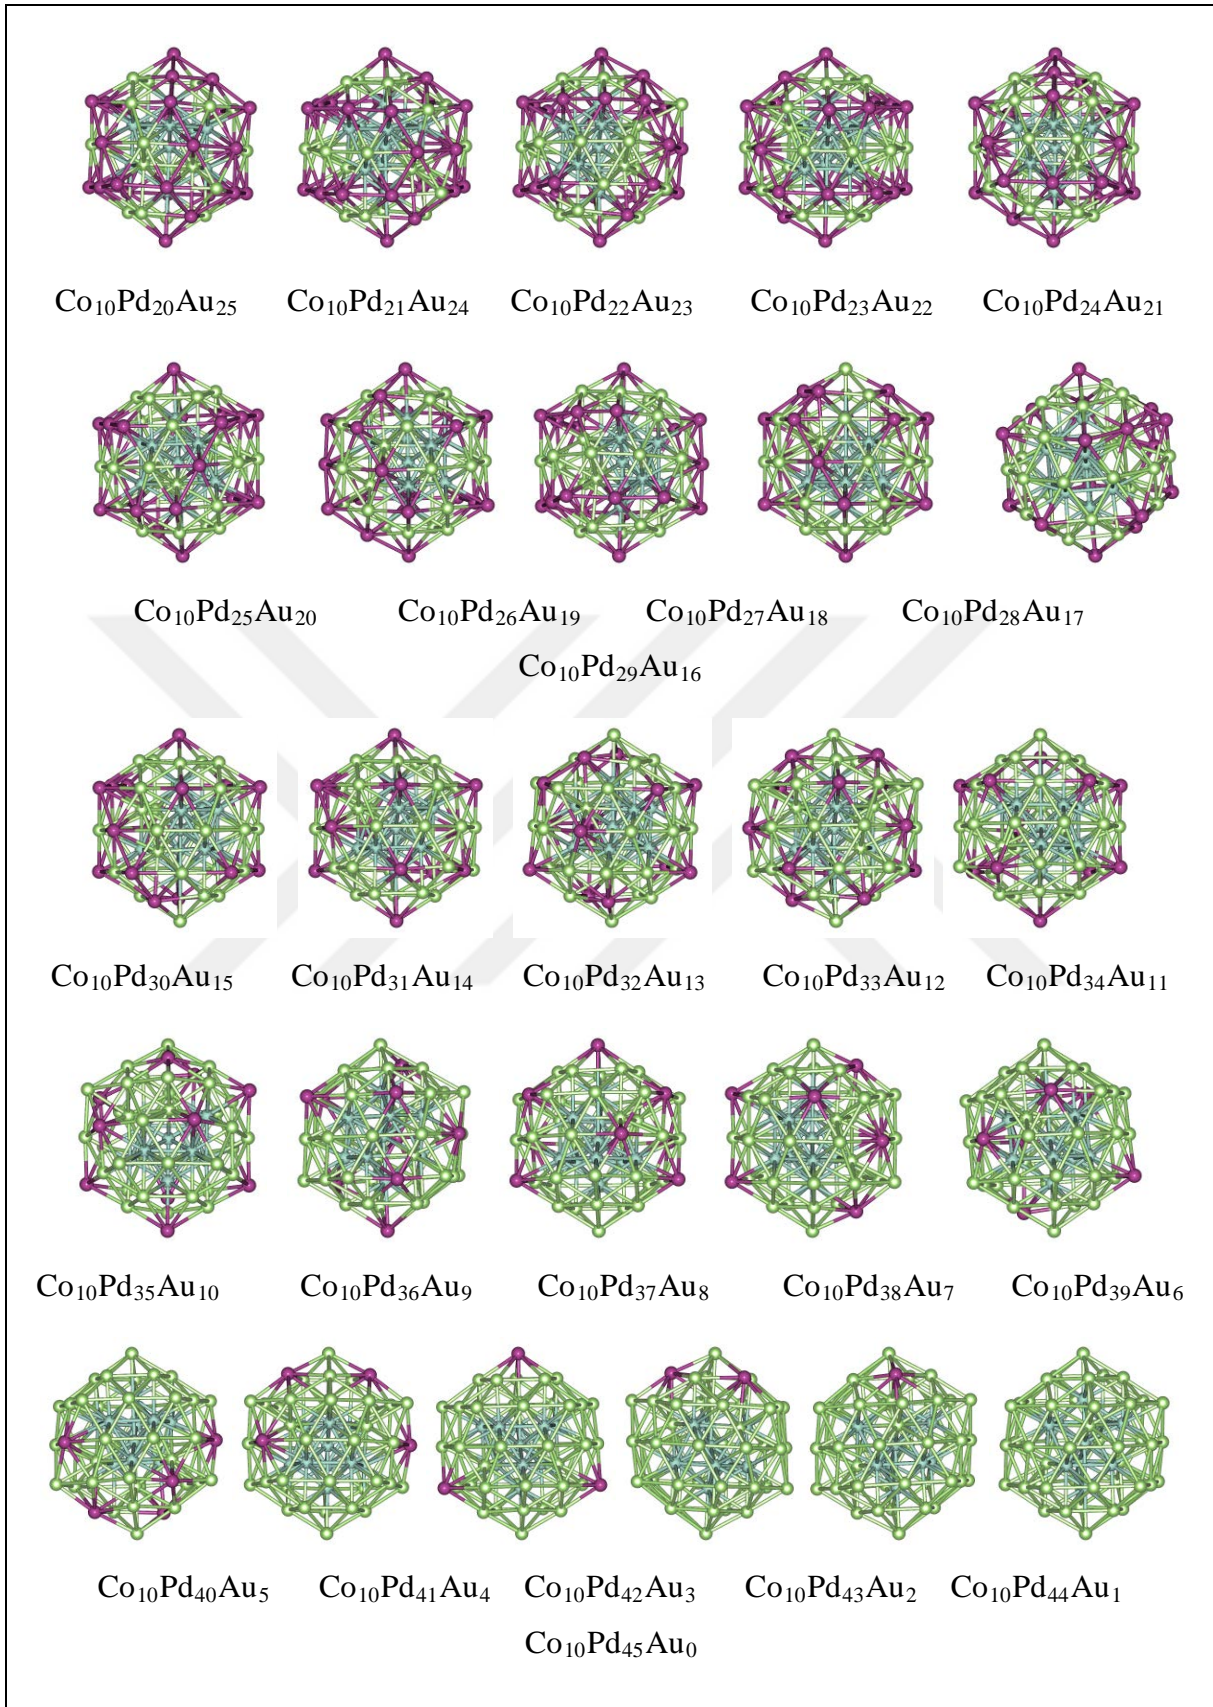 Co₁₀Pd₂₀Au₂₅ Co₁₀Pd₂₁Au₂₄ Co₁₀Pd₂₂Au₂₃ Co₁₀Pd₂₃Au₂₂ Co₁₀Pd₂₄Au₂₁
Co₁₀Pd₂₅Au₂₀ Co₁₀Pd₂₆Au₁₉ Co₁₀Pd₂₇Au₁₈ Co₁₀Pd₂₈Au₁₇
Co₁₀Pd₂₉Au₁₆
Co₁₀Pd₃₀Au₁₅ Co₁₀Pd₃₁Au₁₄ Co₁₀Pd₃₂Au₁₃ Co₁₀Pd₃₃Au₁₂ Co₁₀Pd₃₄Au₁₁
Co₁₀Pd₃₅Au₁₀ Co₁₀Pd₃₆Au₉ Co₁₀Pd₃₇Au₈ Co₁₀Pd₃₈Au₇ Co₁₀Pd₃₉Au₆
Co₁₀Pd₄₀Au₅ Co₁₀Pd₄₁Au₄ Co₁₀Pd₄₂Au₃ Co₁₀Pd₄₃Au₂ Co₁₀Pd₄₄Au₁
Co₁₀Pd₄₅Au₀